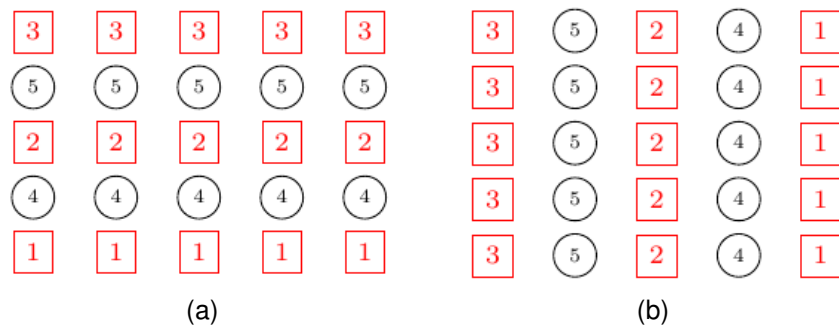 3 3 3 3 3 3 5 2 4 1
5 5 5 5 5 3 5 2 4 1
2 2 2 2 2 3 5 2 4 1
4 4 4 4 4 3 5 2 4 1
1 1 1 1 1 3 5 2 4 1
(a) (b)